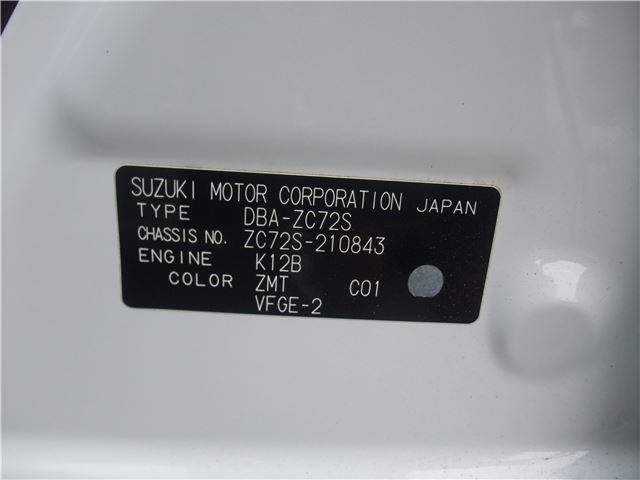 SUZUKI MOTOR CORPORATION JAPAN
TYPE DBA-ZC72S
CHASSIS NO. ZC72S-210843
ENGINE K12B
COLOR ZMT C01
VFGE-2